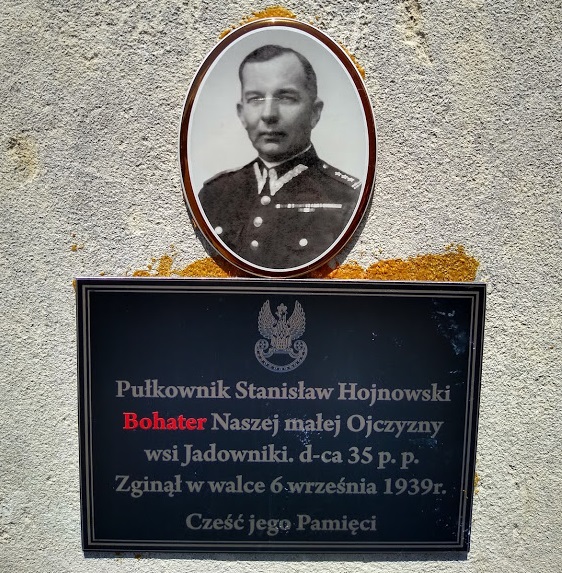 Pułkownik Stanisław Hojnowski
Bohater Naszej małej Ojczyzny
wsi Jadowniki. d-ca 35 p. p.
Zginął w walce 6 września 1939r.
Cześć jego Pamięci